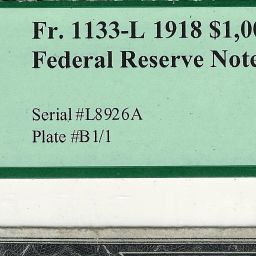 Fr. 1133-L 1918 $1,00
Federal Reserve Note
Serial #L8926A
Plate #B1/1